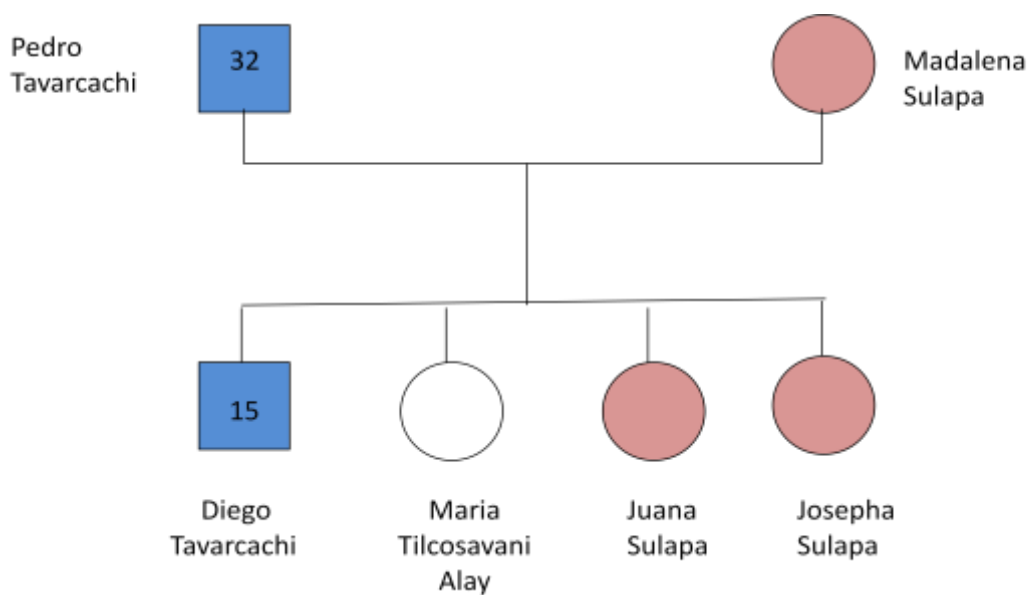 Pedro
Tavarcachi
32
Madalena
Sulapa
15
Diego
Tavarcachi
Maria
Tilcosavani
Alay
Juana
Sulapa
Josepha
Sulapa